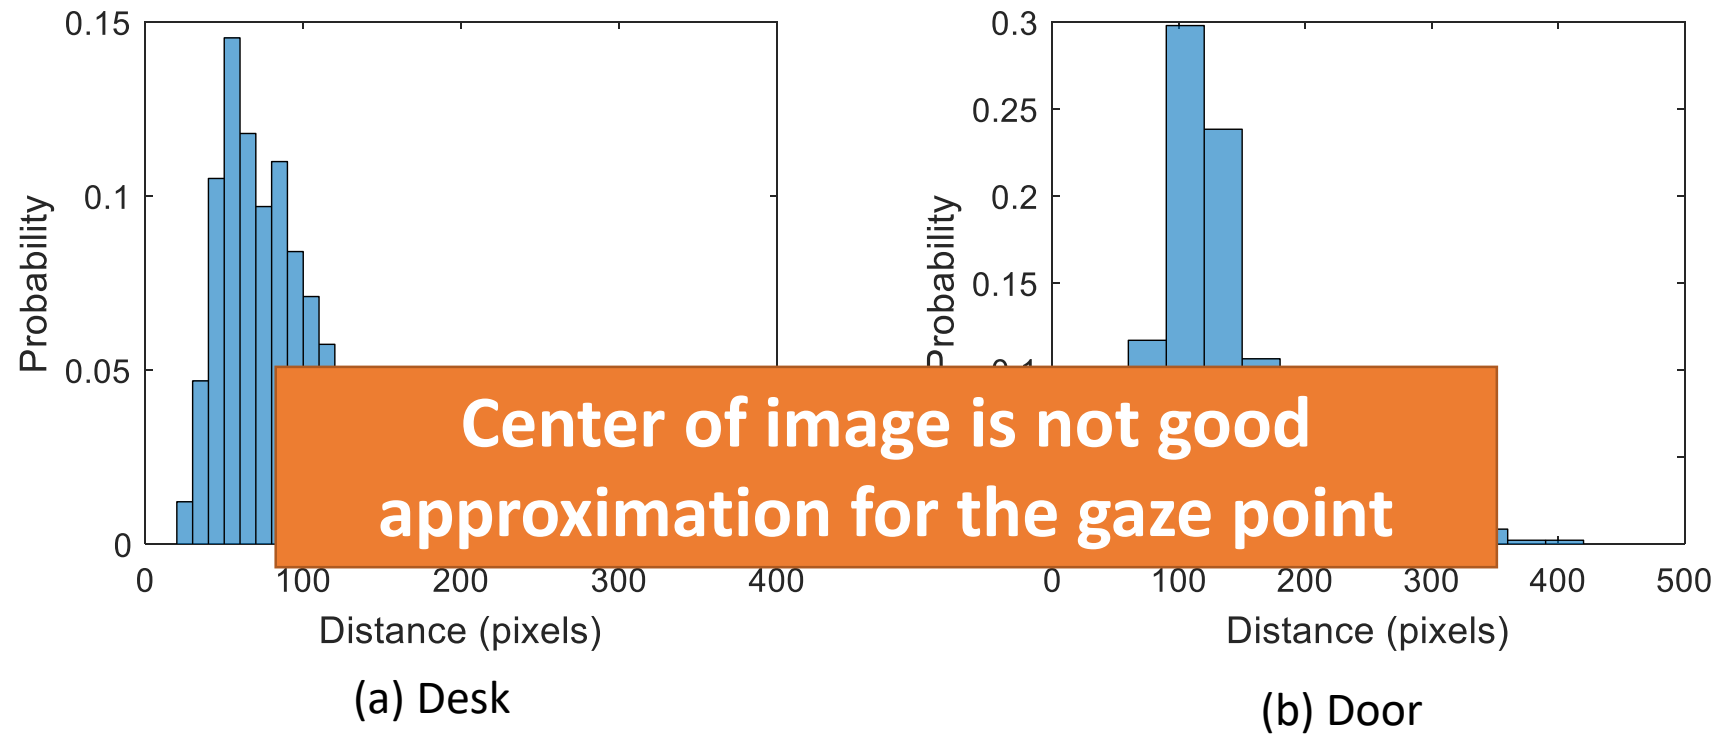 0.15
0.1
0.05
0
0 100 200 300 400
Probability
Distance (pixels)
(a) Desk
0.3
0.25
0.2
0.15
0.1
0 100 200 300 400 500
Probability
Distance (pixels)
(b) Door
Center of image is not good
approximation for the gaze point